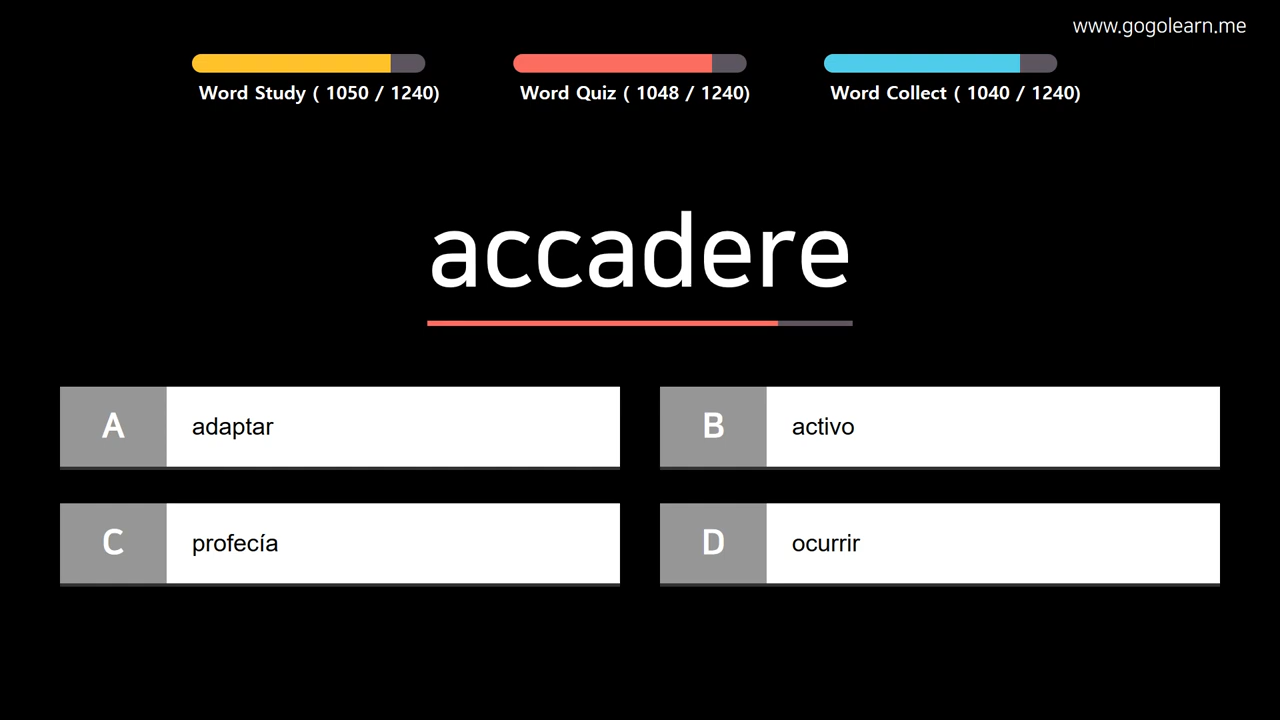 www.gogolearn.me
Word Study ( 1050 / 1240)
Word Quiz ( 1048 / 1240)
Word Collect ( 1040 / 1240)
accadere
A adaptar
B activo
C profecía
D ocurrir